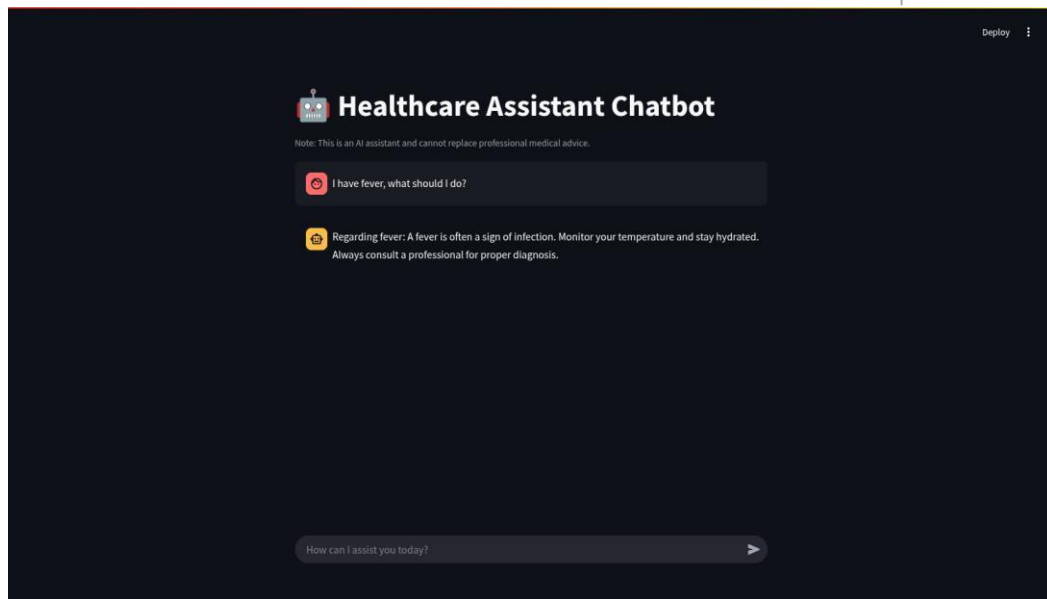 Deploy
Healthcare Assistant Chatbot
Note: This is an AI assistant and cannot replace professional medical advice.
I have fever, what should I do?
Regarding fever: A fever is often a sign of infection. Monitor your temperature and stay hydrated.
Always consult a professional for proper diagnosis.
How can I assist you today?